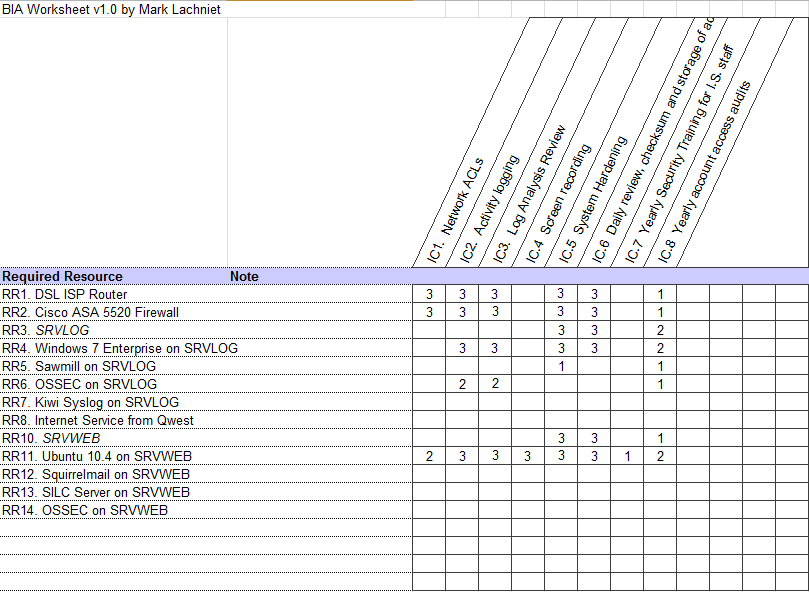 BIA Worksheet v1.0 by Mark Lachniet
IC1. Network ACLs
IC2. Activity logging
IC3. Log Analysis Review
IC.4 Screen recording
IC.5 System Hardening
IC.6 Daily review, checksum and storage of
IC.7 Yearly Security Training for I.S. staff
IC.8 Yearly account access audits
Required Resource Note
RR1. DSL ISP Router 3 3 3 3 3 1
RR2. Cisco ASA 5520 Firewall 3 3 3 3 3 1
RR3. SRVLOG 3 3 2
RR4. Windows 7 Enterprise on SRVLOG 3 3 3 3 2
RR5. Sawmill on SRVLOG 1 1
RR6. OSSEC on SRVLOG 2 2 1
RR7. Kiwi Syslog on SRVLOG
RR8. Internet Service from Qwest
RR10. SRVWEB 3 3 1
RR11. Ubuntu 10.4 on SRVWEB 2 3 3 3 3 3 1 2
RR12. Squirrelmail on SRVWEB
RR13. SILC Server on SRVWEB
RR14. OSSEC on SRVWEB